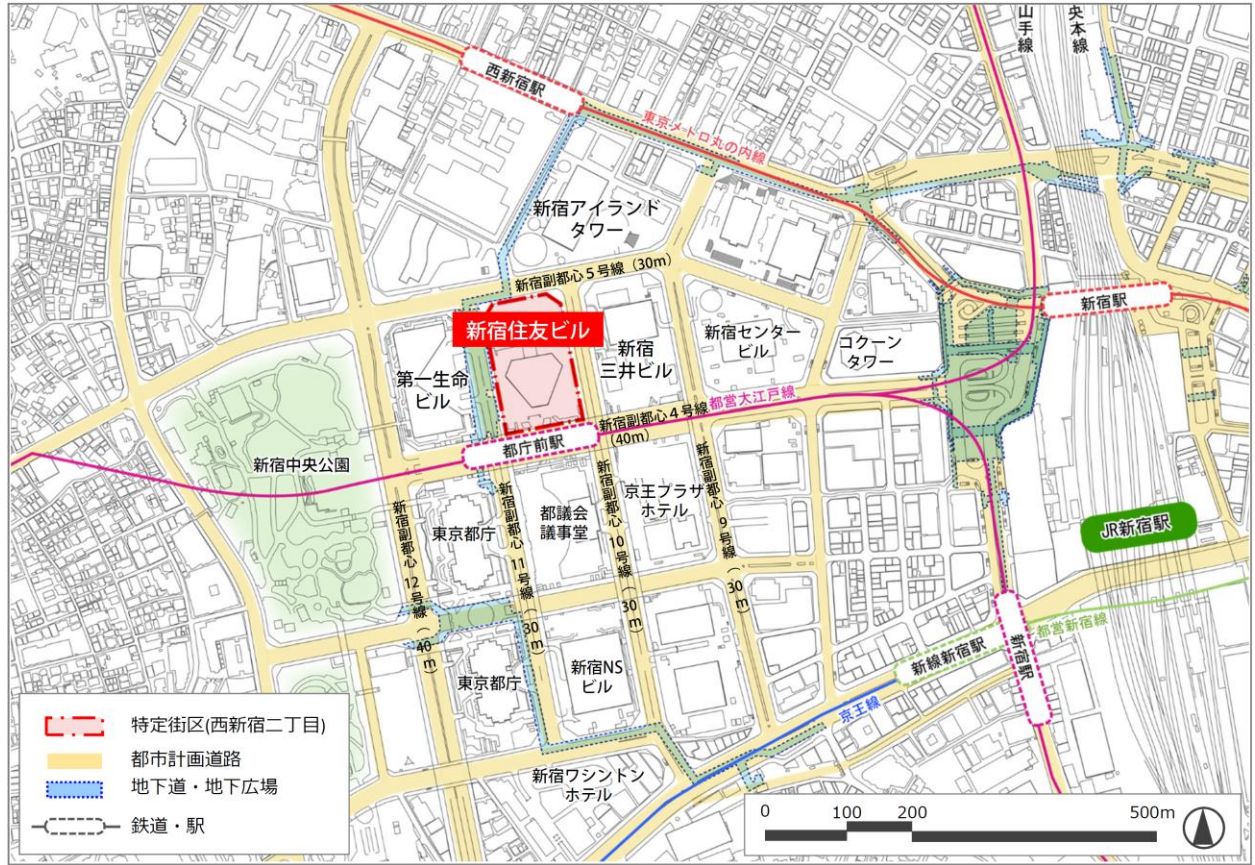 山手線
央本線
西新宿駅
東京メトロ丸の内線
新宿アイランド
タワー
新宿副都心5号線（30m）
新宿駅
新宿住友ビル
新宿
三井ビル
新宿センター
ビル
コクーン
タワー
第一生命
ビル
都営大江戸線
新宿副都心4号線
（40m）
都庁前駅
新宿中央公園
新宿副都心12号線（40m）
東京都庁
新宿副都心11号線（30m）
都議会
議事堂
新宿副都心10号線（30m）
京王プラザ
ホテル
新宿副都心9号線（30m）
JR新宿駅
都営新宿線
新線新宿駅
新宿駅
京王線
東京都庁
新宿NS
ビル
新宿ワシントン
ホテル
特定街区(西新宿二丁目)
都市計画道路
地下道・地下広場
鉄道・駅
0 100 200 500m